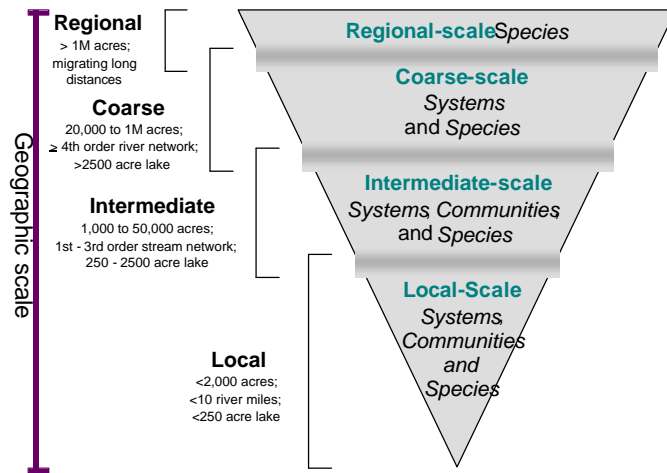 Geographic scale
Regional
> 1M acres;
migrating long
distances
Coarse
20,000 to 1M acres;
≥ 4th order river network;
>2500 acre lake
Intermediate
1,000 to 50,000 acres;
1st - 3rd order stream network;
250 - 2500 acre lake
Local
<2,000 acres;
<10 river miles;
<250 acre lake
Regional-scale Species
Coarse-scale
Systems
and Species
Intermediate-scale
Systems, Communities,
and Species
Local-Scale
Systems,
Communities
and
Species